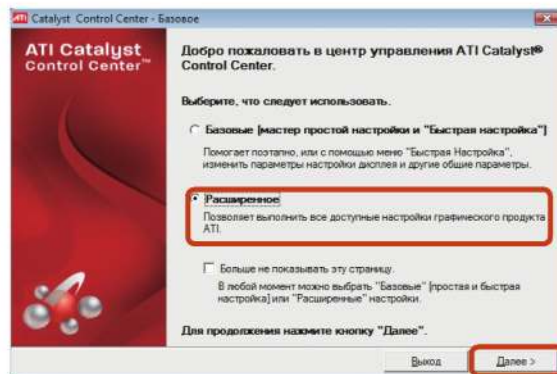 ATI Catalyst Control Center - Базовое
ATI Catalyst
Control Center™
Добро пожаловать в центр управления ATI Catalyst®
Control Center.
Выберите, что следует использовать.
Базовые [мастер простой настройки и "Быстрая настройка"]
Помогает поэтапно, или с помощью меню "Быстрая Настройка",
изменить параметры настройки дисплея и другие общие параметры.
Расширенное
Позволяет выполнить все доступные настройки графического продукта
ATI.
Больше не показывать эту страницу.
В любой момент можно выбрать "Базовые" [простая и быстрая
настройка] или "Расширенные" настройки.
Для продолжения нажмите кнопку "Далее".
Выход
Далее >